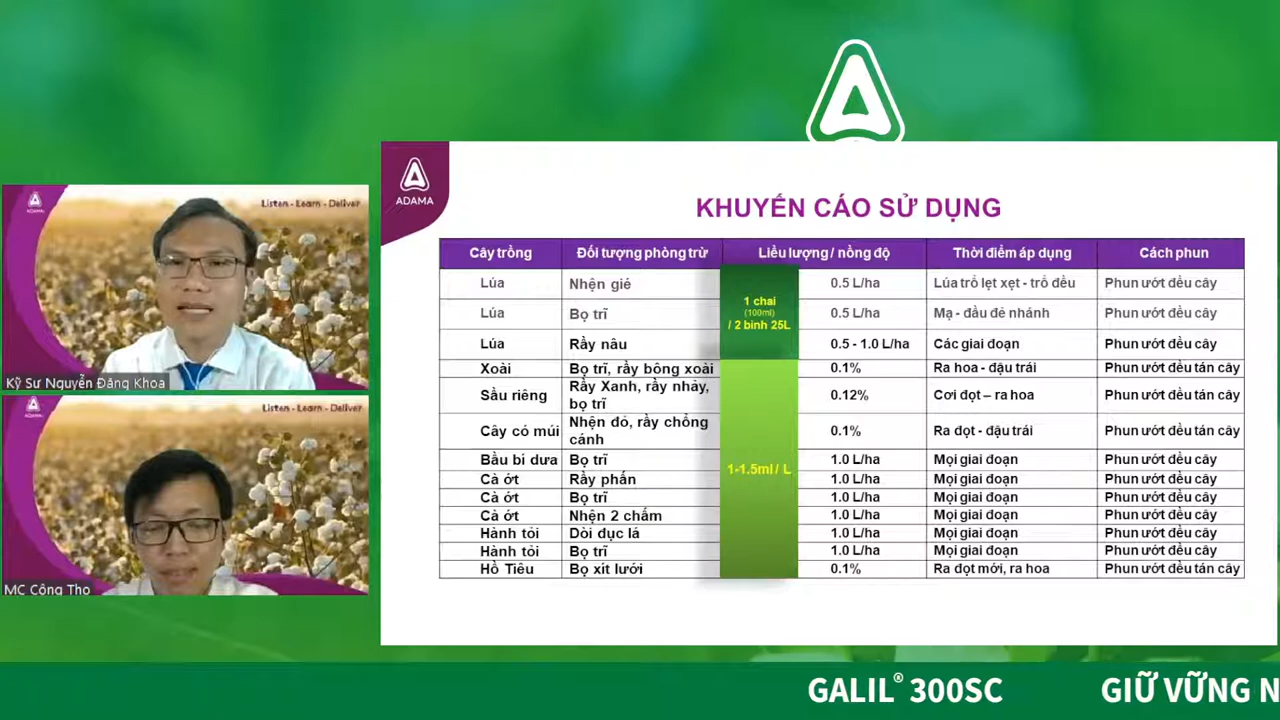 Listen - Learn - Deliver
ADAMA
Kỹ Sư Nguyễn Đăng Khoa
Listen - Learn - Deliver
ADAMA
MC Công Tho
ADAMA
KHUYẾN CÁO SỬ DỤNG
Cây trồng Đối tượng phòng trừ Liều lượng / nồng độ Thời điểm áp dụng Cách phun
Lúa Nhện gié 0.5 L/ha Lúa trổ lẹt xẹt - trổ đều Phun ướt đều cây
1 chai
(100ml)
/ 2 bình 25L
Lúa Bọ trĩ 0.5 L/ha Mạ - đầu đẻ nhánh Phun ướt đều cây
Lúa Rầy nâu 0.5 - 1.0 L/ha Các giai đoạn Phun ướt đều cây
Xoài Bọ trĩ, rầy bông xoài 0.1% Ra hoa - đậu trái Phun ướt đều tán cây
Sầu riêng Rầy Xanh, rầy nhảy, 0.12% Cơi đọt – ra hoa Phun ướt đều tán cây
bọ trĩ
Cây có múi Nhện đỏ, rầy chổng 0.1% Ra đọt - đậu trái Phun ướt đều tán cây
cánh
Bầu bí dưa Bọ trĩ 1.0 L/ha Mọi giai đoạn Phun ướt đều cây
1-1.5ml / L
Cà ớt Rầy phấn 1.0 L/ha Mọi giai đoạn Phun ướt đều cây
Cà ớt Bọ trĩ 1.0 L/ha Mọi giai đoạn Phun ướt đều cây
Cà ớt Nhện 2 chấm 1.0 L/ha Mọi giai đoạn Phun ướt đều cây
Hành tỏi Dòi đục lá 1.0 L/ha Mọi giai đoạn Phun ướt đều cây
Hành tỏi Bọ trĩ 1.0 L/ha Mọi giai đoạn Phun ướt đều cây
Hồ Tiêu Bọ xít lưới 0.1% Ra đọt mới, ra hoa Phun ướt đều tán cây
GALIL® 300SC GIỮ VỮNG N